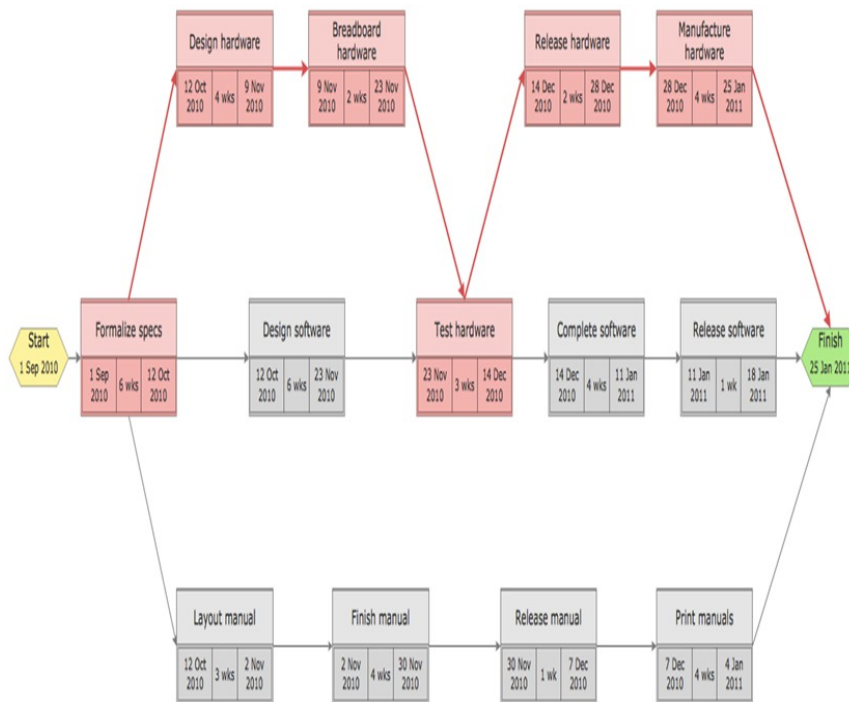 Design hardware
12 Oct
2010
4 wks
9 Nov
2010
Breadboard
hardware
9 Nov
2010
2 wks
23 Nov
2010
Release hardware
14 Dec
2010
2 wks
28 Dec
2010
Manufacture
hardware
28 Dec
2010
4 wks
25 Jan
2011
Start
1 Sep 2010
Formalize specs
1 Sep
2010
6 wks
12 Oct
2010
Design software
12 Oct
2010
6 wks
23 Nov
2010
Test hardware
23 Nov
2010
3 wks
14 Dec
2010
Complete software
14 Dec
2010
4 wks
11 Jan
2011
Release software
11 Jan
2011
1 wk
18 Jan
2011
Finish
25 Jan 2011
Layout manual
12 Oct
2010
3 wks
2 Nov
2010
Finish manual
2 Nov
2010
4 wks
30 Nov
2010
Release manual
30 Nov
2010
1 wk
7 Dec
2010
Print manuals
7 Dec
2010
4 wks
4 Jan
2011